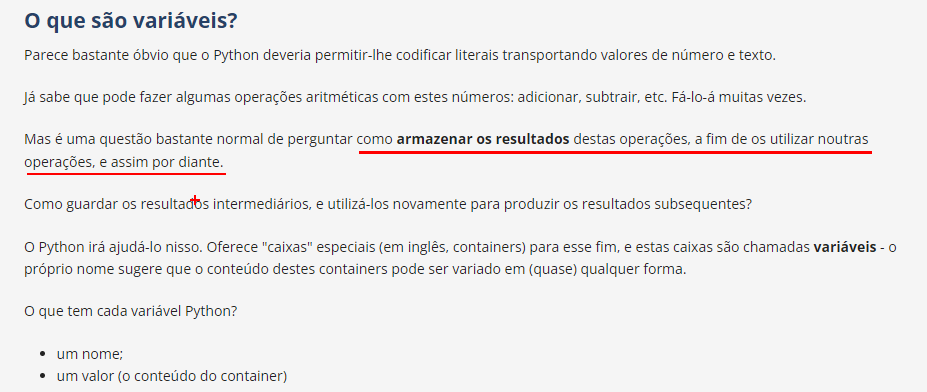 O que são variáveis?
Parece bastante óbvio que o Python deveria permitir-lhe codificar literais transportando valores de número e texto.
Já sabe que pode fazer algumas operações aritméticas com estes números: adicionar, subtrair, etc. Fá-lo-á muitas vezes.
Mas é uma questão bastante normal de perguntar como armazenar os resultados destas operações, a fim de os utilizar noutras
operações, e assim por diante.
Como guardar os resultados intermediários, e utilizá-los novamente para produzir os resultados subsequentes?
O Python irá ajudá-lo nisso. Oferece "caixas" especiais (em inglês, containers) para esse fim, e estas caixas são chamadas variáveis - o
próprio nome sugere que o conteúdo destes containers pode ser variado em (quase) qualquer forma.
O que tem cada variável Python?
• um nome;
• um valor (o conteúdo do container)